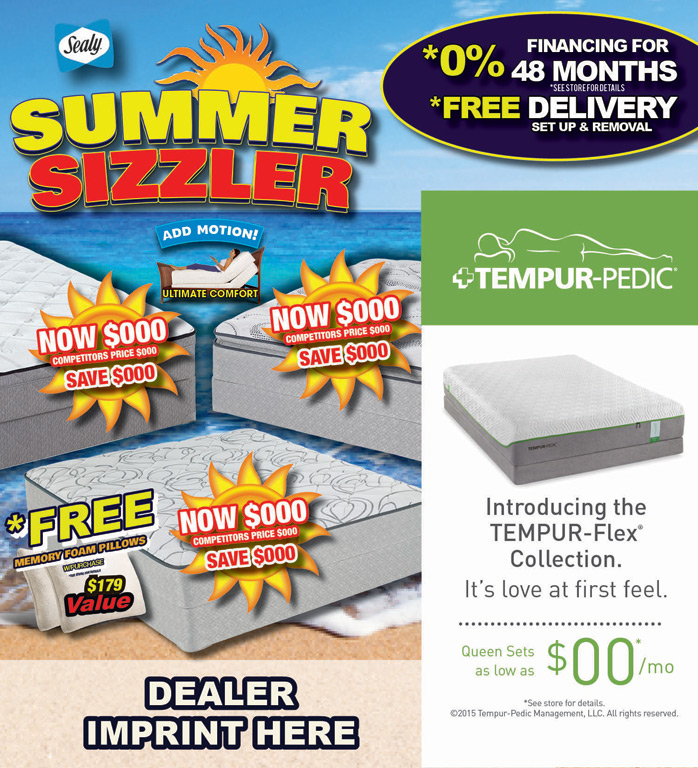 Sealy
SUMMER
SIZZLER
*0% FINANCING FOR
48 MONTHS
*SEE STORE FOR DETAILS
*FREE DELIVERY
SET UP & REMOVAL
ADD MOTION!
ULTIMATE COMFORT
NOW $000
COMPETITORS PRICE $000
SAVE $000
NOW $000
COMPETITORS PRICE $000
SAVE $000
*FREE
MEMORY FOAM PILLOWS
W/PURCHASE
$179
Value
NOW $000
COMPETITORS PRICE $000
SAVE $000
DEALER
IMPRINT HERE
TEMPUR-PEDIC®
TEMPUR-PEDIC
Introducing the
TEMPUR-Flex®
Collection.
It's love at first feel.
Queen Sets
as low as
$00*/mo
*See store for details.
©2015 Tempur-Pedic Management, LLC. All rights reserved.